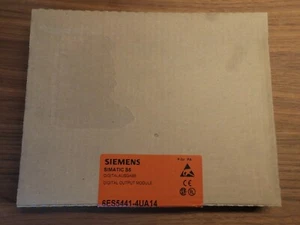 SIEMENS
SIMATIC S5
DIGITALAUSGABE
DIGITAL OUTPUT MODULE
6ES5441-4UA14